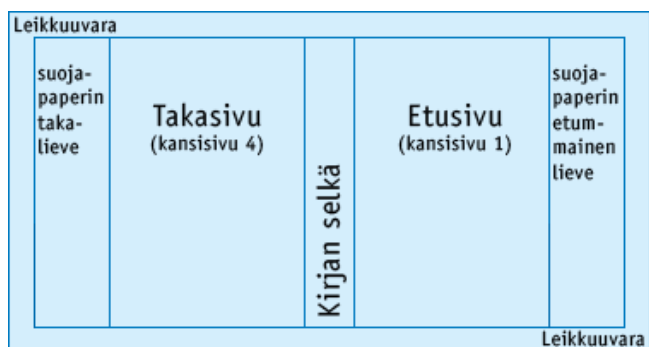 Leikkuuvara
suoja-
paperin
taka-
lieve
Takasivu
(kansisivu 4)
Kirjan selkä
Etusivu
(kansisivu 1)
suoja-
paperin
etum-
mainen
lieve
Leikkuuvara